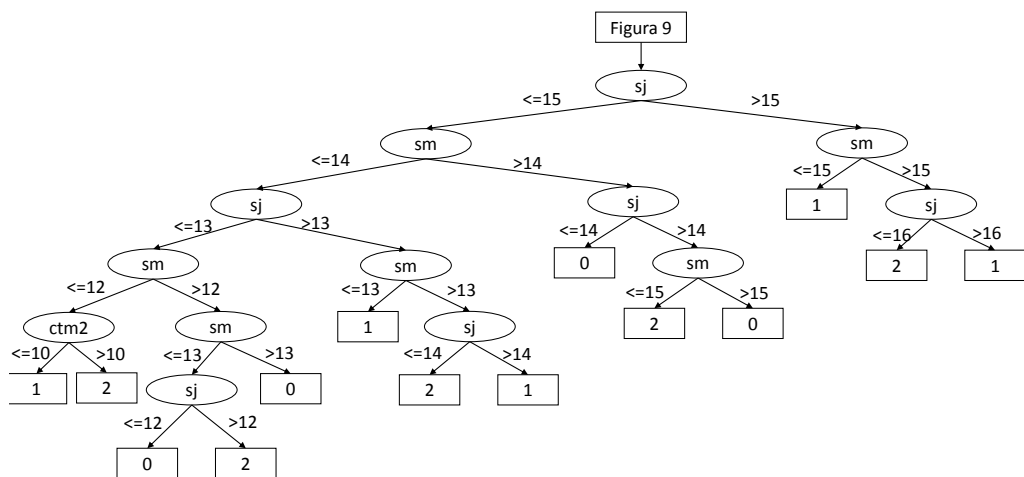 Figura 9
sj
<=15 >15
sm sm
<=14 >14 <=15 >15
sj sj 1 sj
<=13 >13 <=14 >14 <=16 >16
sm sm 0 sm 2 1
<=12 >12 <=13 >13 <=15 >15
ctm2 sm 1 sj 2 0
<=10 >10 <=13 >13 <=14 >14
1 2 sj 0 2 1
<=12 >12
0 2